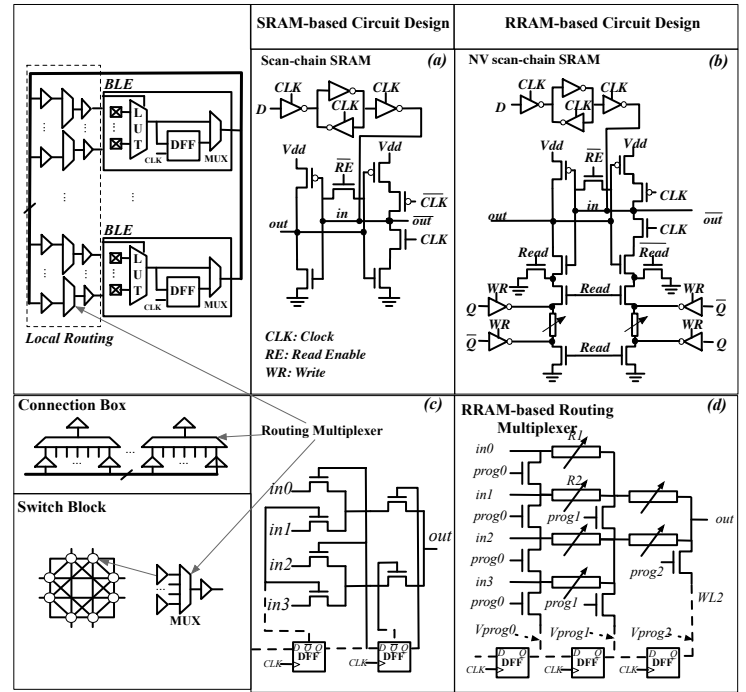 SRAM-based Circuit Design
RRAM-based Circuit Design
BLE
L
U
T
CLK
DFF
MUX
BLE
L
U
T
CLK
DFF
MUX
Local Routing
Scan-chain SRAM (a)
CLK
D
CLK
CLK
Vdd
Vdd
RE
CLK
in
out
out
CLK
CLK: Clock
RE: Read Enable
WR: Write
NV scan-chain SRAM (b)
CLK
D
CLK
CLK
Vdd
Vdd
RE
CLK
in
out
out
CLK
Read
Read
WR
Read
WR
Q
Q
WR
WR
Q
Q
Read
Connection Box
...
Routing Multiplexer
Switch Block
MUX
(c)
in0
in1
in2
in3
out
D Q Q
DFF
CLK
D Q Q
DFF
RRAM-based Routing
Multiplexer
(d)
R1
in0
prog0
R2
in1
prog0
prog1
out
in2
prog0
prog2
in3
prog0
prog1
WL2
Vprog0
Vprog1
Vprog2
D Q
DFF
CLK
D Q
DFF
CLK
D Q
DFF
CLK